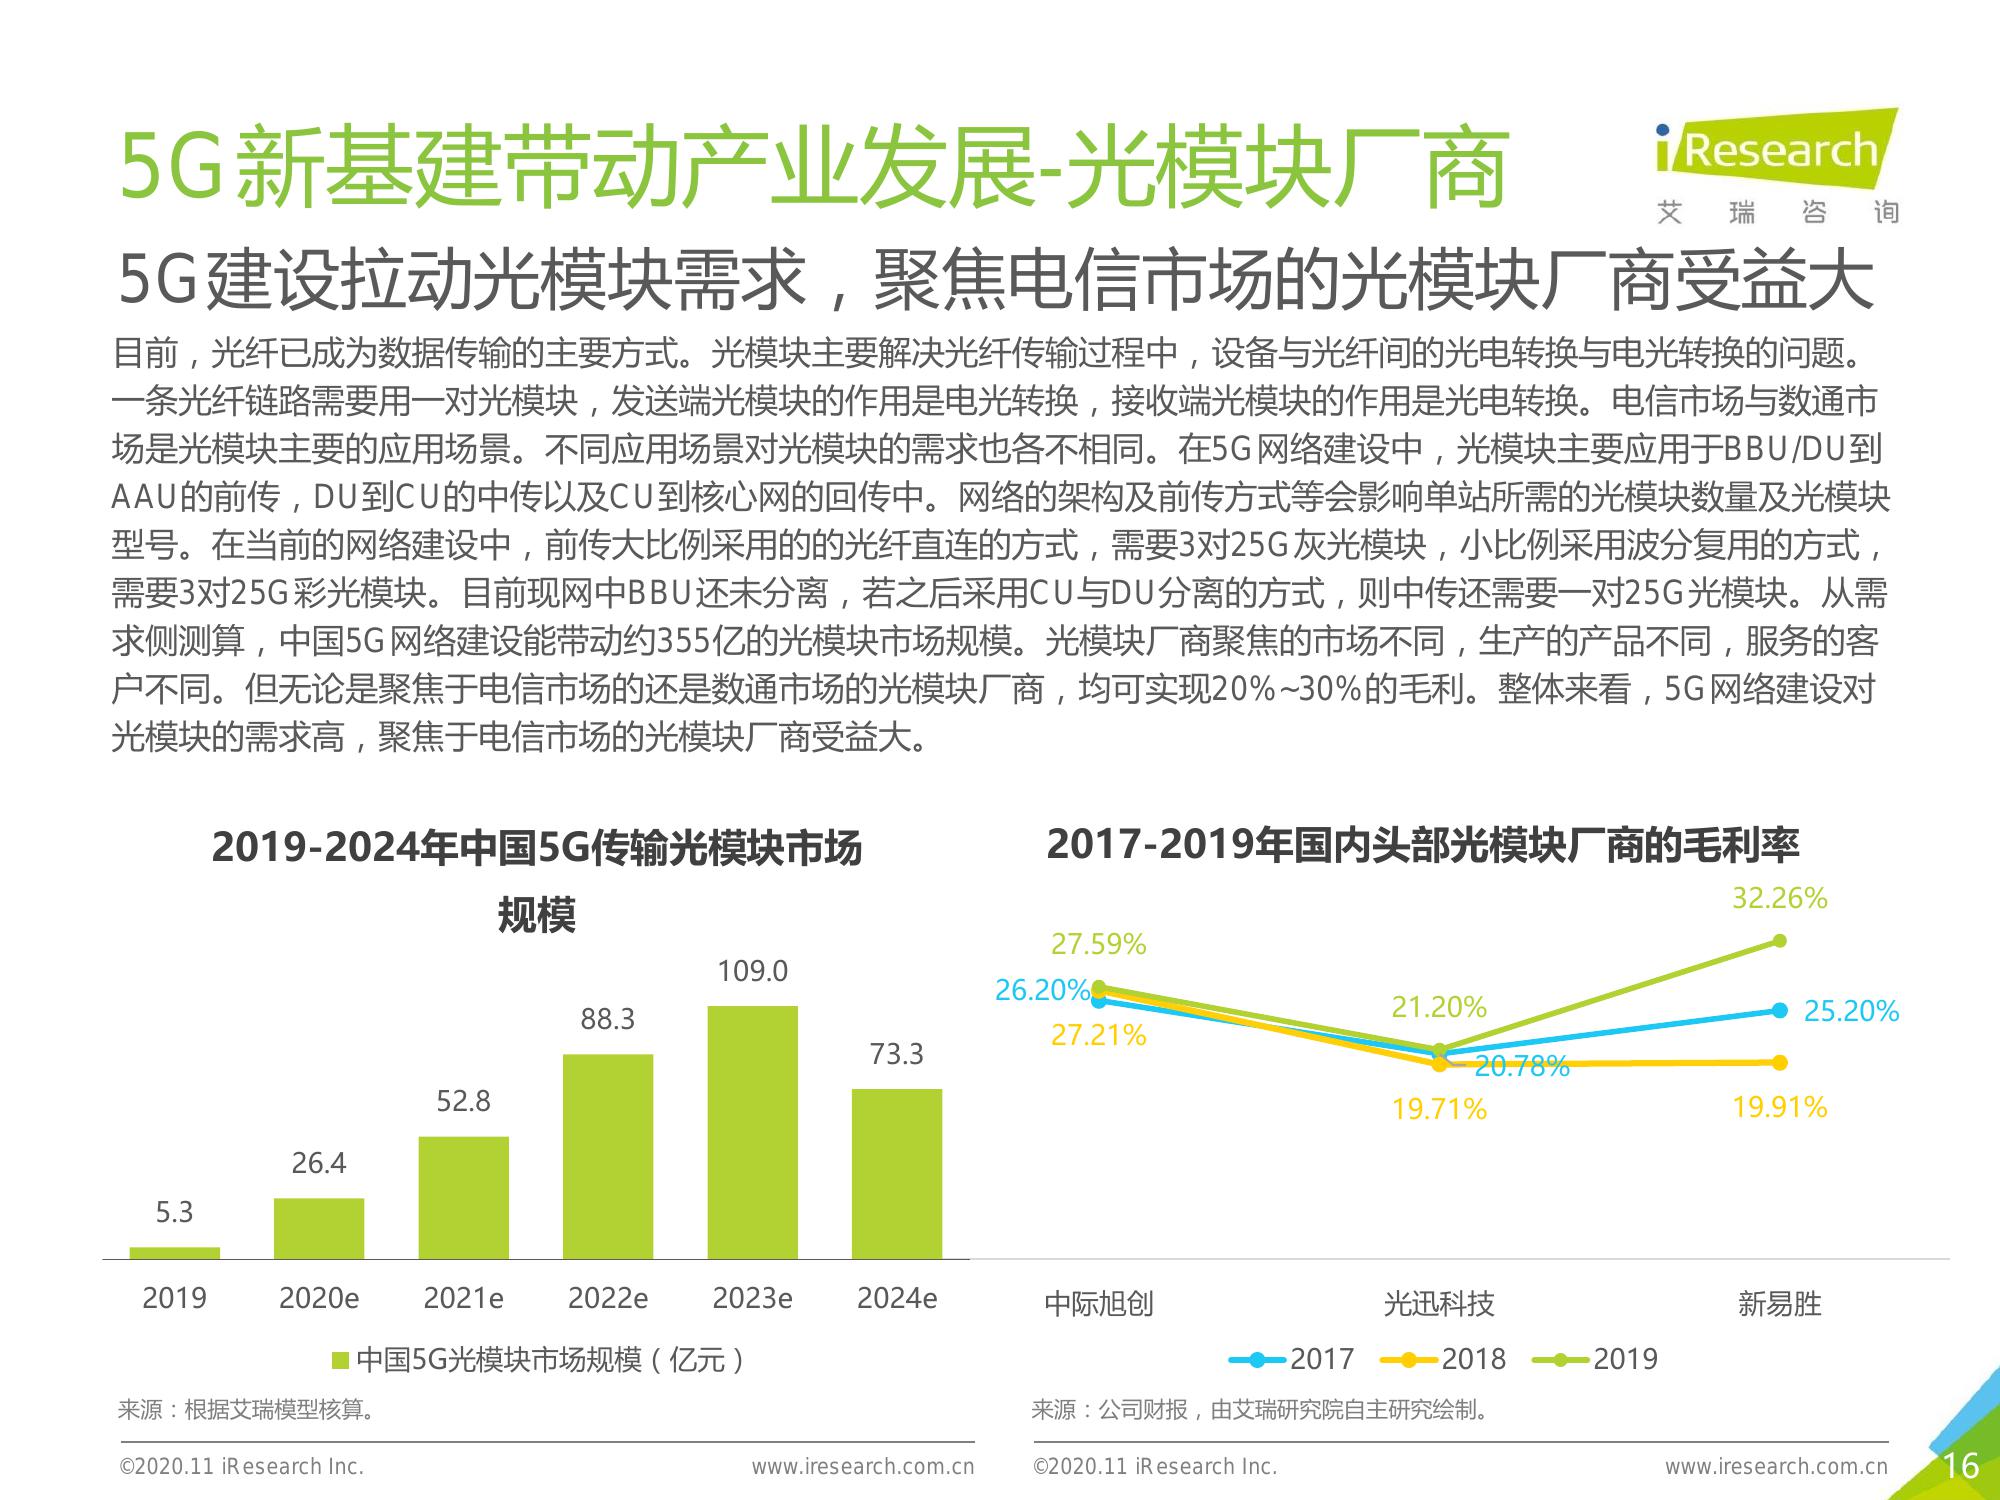 5G新基建带动产业发展-光模块厂商
iResearch
艾瑞咨询
5G建设拉动光模块需求，聚焦电信市场的光模块厂商受益大
目前，光纤已成为数据传输的主要方式。光模块主要解决光纤传输过程中，设备与光纤间的光电转换与电光转换的问题。
一条光纤链路需要用一对光模块，发送端光模块的作用是电光转换，接收端光模块的作用是光电转换。电信市场与数通市
场是光模块主要的应用场景。不同应用场景对光模块的需求也各不相同。在5G网络建设中，光模块主要应用于BBU/DU到
AAU的前传，DU到CU的中传以及CU到核心网的回传中。网络的架构及前传方式等会影响单站所需的光模块数量及光模块
型号。在当前的网络建设中，前传大比例采用的的光纤直连的方式，需要3对25G灰光模块，小比例采用波分复用的方式，
需要3对25G彩光模块。目前现网中BBU还未分离，若之后采用CU与DU分离的方式，则中传还需要一对25G光模块。从需
求侧测算，中国5G网络建设能带动约355亿的光模块市场规模。光模块厂商聚焦的市场不同，生产的产品不同，服务的客
户不同。但无论是聚焦于电信市场的还是数通市场的光模块厂商，均可实现20%~30%的毛利。整体来看，5G网络建设对
光模块的需求高，聚焦于电信市场的光模块厂商受益大。
2019-2024年中国5G传输光模块市场
规模
5.3
26.4
52.8
88.3
109.0
73.3
2019
2020e
2021e
2022e
2023e
2024e
中国5G光模块市场规模（亿元）
来源：根据艾瑞模型核算。
©2020.11 iResearch Inc.
www.iresearch.com.cn
2017-2019年国内头部光模块厂商的毛利率
32.26%
27.59%
26.20%
27.21%
21.20%
20.78%
19.71%
25.20%
19.91%
中际旭创
光迅科技
新易胜
2017
2018
2019
来源：公司财报，由艾瑞研究院自主研究绘制。
©2020.11 iResearch Inc.
www.iresearch.com.cn
16